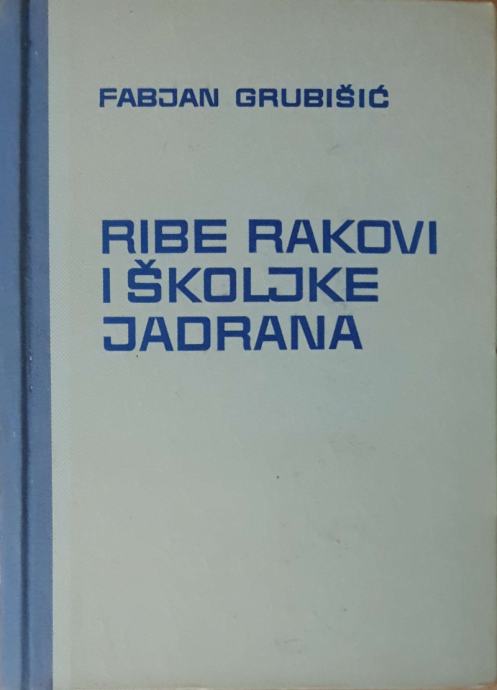 FABJAN GRUBIŠIĆ
RIBE RAKOVI
I ŠKOLJKE
JADRANA